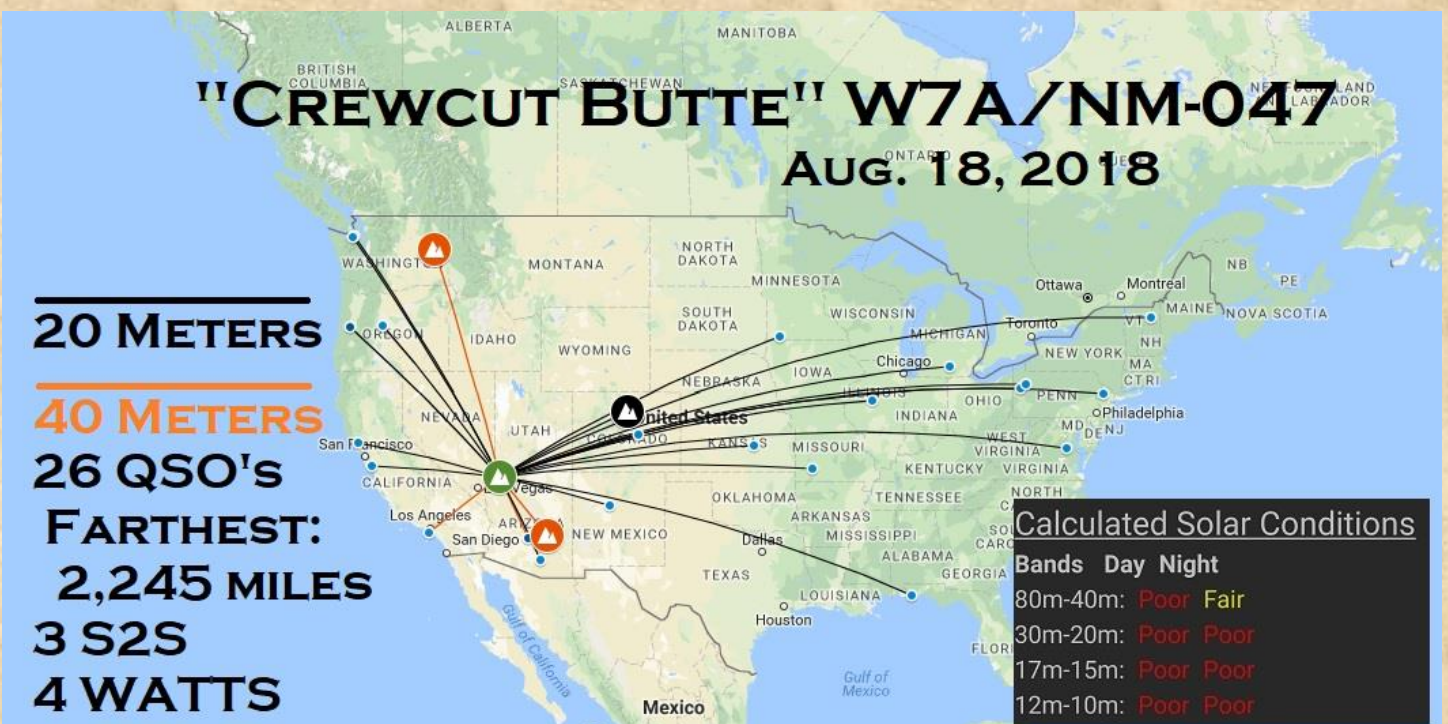 ALBERTA
MANITOBA
BRITISH
COLUMBIA
SASKATCHEWAN
NEWFOUNDLAND
AND LABRADOR
"CREWCUT BUTTE" W7A/NM-047
ONTARIO
QUEBEC
AUG. 18, 2018
WASHINGTON
MONTANA
NORTH
DAKOTA
MINNESOTA
Ottawa
Montreal
NB
PE
MAINE
NOVA SCOTIA
20 METERS
OREGON
IDAHO
SOUTH
DAKOTA
WISCONSIN
MICHIGAN
Toronto
VT
NH
WYOMING
Chicago
NEW YORK
MA
CT RI
40 METERS
NEBRASKA
IOWA
ILLINOIS
INDIANA
OHIO
PENN
Philadelphia
NEVADA
UTAH
United States
COLORADO
KANSAS
MISSOURI
WEST
VIRGINIA
MD
DE NJ
San Francisco
26 QSO's
CALIFORNIA
Las Vegas
KENTUCKY
VIRGINIA
OKLAHOMA
TENNESSEE
NORTH
FARTHEST:
Los Angeles
ARIZONA
NEW MEXICO
ARKANSAS
MISSISSIPPI
San Diego
Dallas
ALABAMA
2,245 MILES
TEXAS
GEORGIA
LOUISIANA
Houston
3 S2S
Gulf of California
FLORI
4 WATTS
Gulf of
Mexico
Mexico
Calculated Solar Conditions
Bands Day Night
80m-40m: Poor Fair
30m-20m: Poor Poor
17m-15m: Poor Poor
12m-10m: Poor Poor